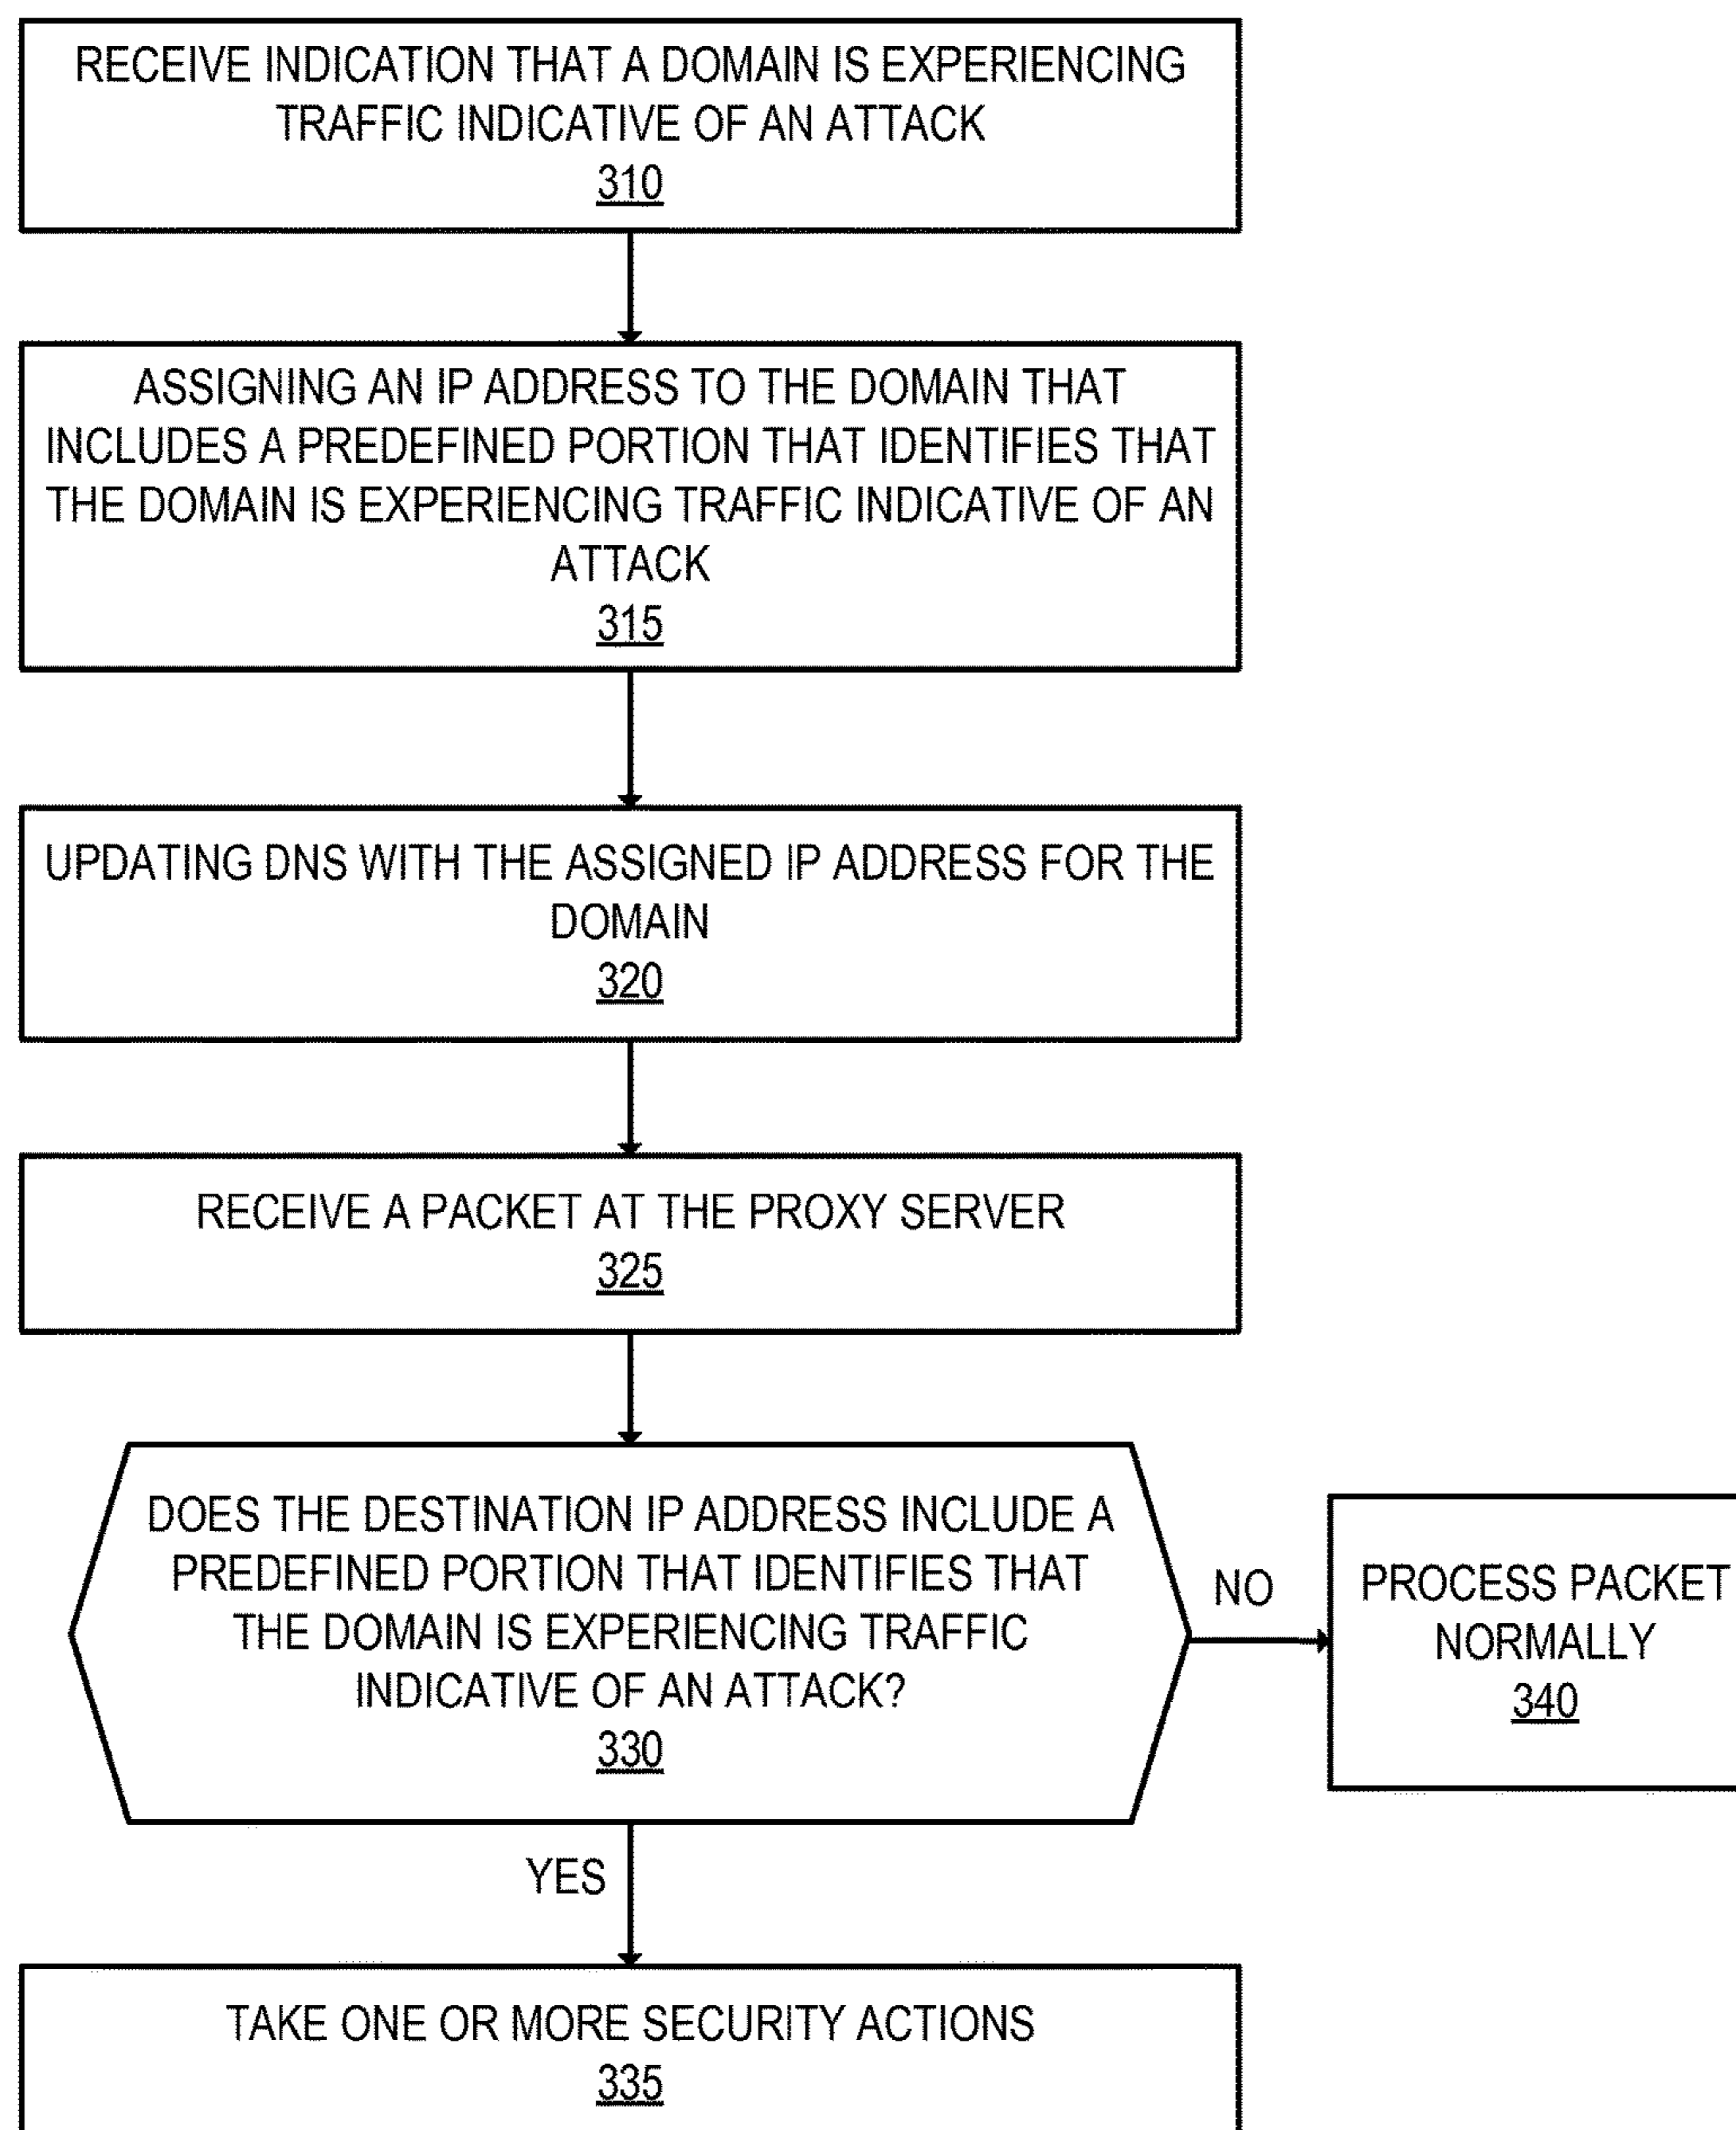 RECEIVE INDICATION THAT A DOMAIN IS EXPERIENCING
TRAFFIC INDICATIVE OF AN ATTACK
310
ASSIGNING AN IP ADDRESS TO THE DOMAIN THAT
INCLUDES A PREDEFINED PORTION THAT IDENTIFIES THAT
THE DOMAIN IS EXPERIENCING TRAFFIC INDICATIVE OF AN
ATTACK
315
UPDATING DNS WITH THE ASSIGNED IP ADDRESS FOR THE
DOMAIN
320
RECEIVE A PACKET AT THE PROXY SERVER
325
DOES THE DESTINATION IP ADDRESS INCLUDE A
PREDEFINED PORTION THAT IDENTIFIES THAT
THE DOMAIN IS EXPERIENCING TRAFFIC
INDICATIVE OF AN ATTACK?
330
NO
PROCESS PACKET
NORMALLY
340
YES
TAKE ONE OR MORE SECURITY ACTIONS
335